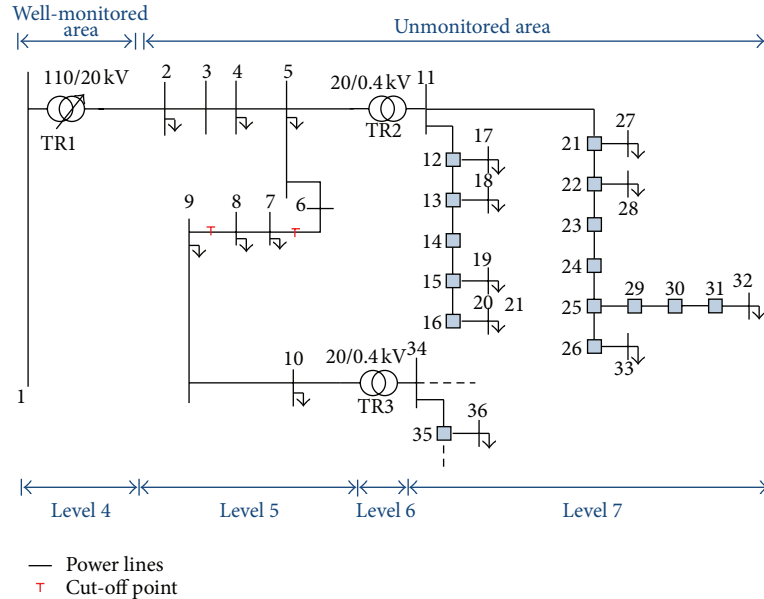 Well-monitored
area
Unmonitored area
110/20 kV
2
3
4
5
20/0.4 kV
11
TR1
TR2
17
27
12
21
18
13
22
28
9
8
7
6
14
23
19
24
15
20
21
29
30
31
32
16
25
26
33
10
20/0.4 kV
34
TR3
1
36
35
Level 4
Level 5
Level 6
Level 7
Power lines
Cut-off point